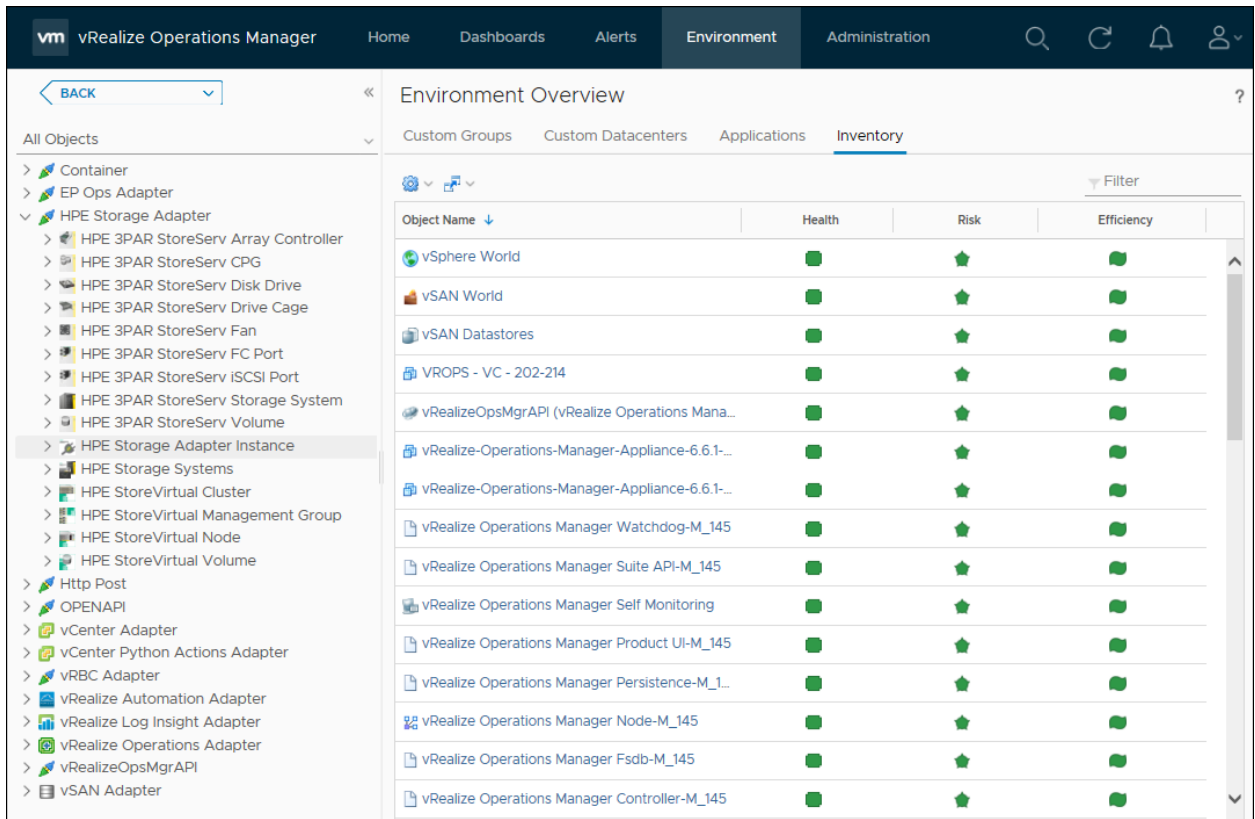 vm vRealize Operations Manager Home Dashboards Alerts Environment Administration
BACK
All Objects
Container
EP Ops Adapter
HPE Storage Adapter
HPE 3PAR StoreServ Array Controller
HPE 3PAR StoreServ CPG
HPE 3PAR StoreServ Disk Drive
HPE 3PAR StoreServ Drive Cage
HPE 3PAR StoreServ Fan
HPE 3PAR StoreServ FC Port
HPE 3PAR StoreServ iSCSI Port
HPE 3PAR StoreServ Storage System
HPE 3PAR StoreServ Volume
HPE Storage Adapter Instance
HPE Storage Systems
HPE StoreVirtual Cluster
HPE StoreVirtual Management Group
HPE StoreVirtual Node
HPE StoreVirtual Volume
Http Post
OPENAPI
vCenter Adapter
vCenter Python Actions Adapter
vRBC Adapter
vRealize Automation Adapter
vRealize Log Insight Adapter
vRealize Operations Adapter
vRealizeOpsMgrAPI
vSAN Adapter
Environment Overview ?
Custom Groups Custom Datacenters Applications Inventory
Filter
Object Name Health Risk Efficiency
vSphere World
vSAN World
vSAN Datastores
VROPS - VC - 202-214
vRealizeOpsMgrAPI (vRealize Operations Mana...
vRealize-Operations-Manager-Appliance-6.6.1-...
vRealize-Operations-Manager-Appliance-6.6.1-...
vRealize Operations Manager Watchdog-M_145
vRealize Operations Manager Suite API-M_145
vRealize Operations Manager Self Monitoring
vRealize Operations Manager Product UI-M_145
vRealize Operations Manager Persistence-M_1...
vRealize Operations Manager Node-M_145
vRealize Operations Manager Fsdb-M_145
vRealize Operations Manager Controller-M_145